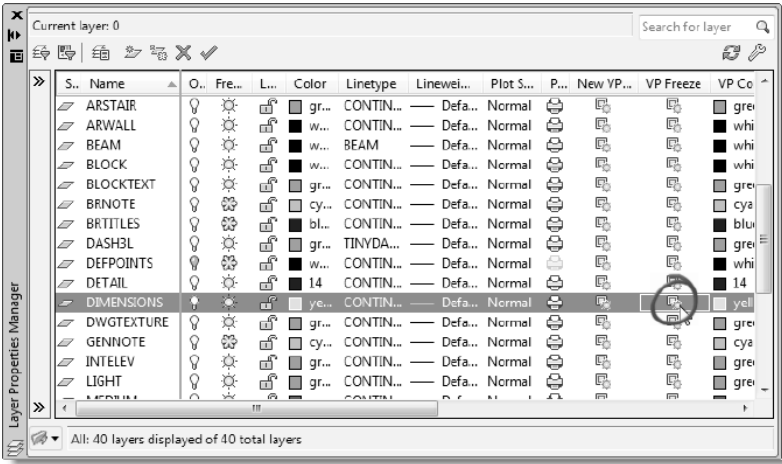 Current layer: 0
Search for layer
S.. Name O.. Fre... L... Color Linetype Linewei... Plot S... P... New VP... VP Freeze VP Co
ARSTAIR gr... CONTIN... Defa... Normal gree
ARWALL w... CONTIN... Defa... Normal whi
BEAM w... BEAM Defa... Normal whi
BLOCK w... CONTIN... Defa... Normal whi
BLOCKTEXT gr... CONTIN... Defa... Normal gree
BRNOTE cy... CONTIN... Defa... Normal cya
BRTITLES bl... CONTIN... Defa... Normal blue
DASH3L gr... TINYDA... Defa... Normal gree
DEFPOINTS w... CONTIN... Defa... Normal whi
DETAIL 14 CONTIN... Defa... Normal 14
DIMENSIONS ye... CONTIN... Defa... Normal yell
DWGTEXTURE gr... CONTIN... Defa... Normal gree
GENNOTE cy... CONTIN... Defa... Normal cya
INTELEV gr... CONTIN... Defa... Normal gree
LIGHT gr... CONTIN... Defa... Normal gree
Layer Properties Manager
All: 40 layers displayed of 40 total layers